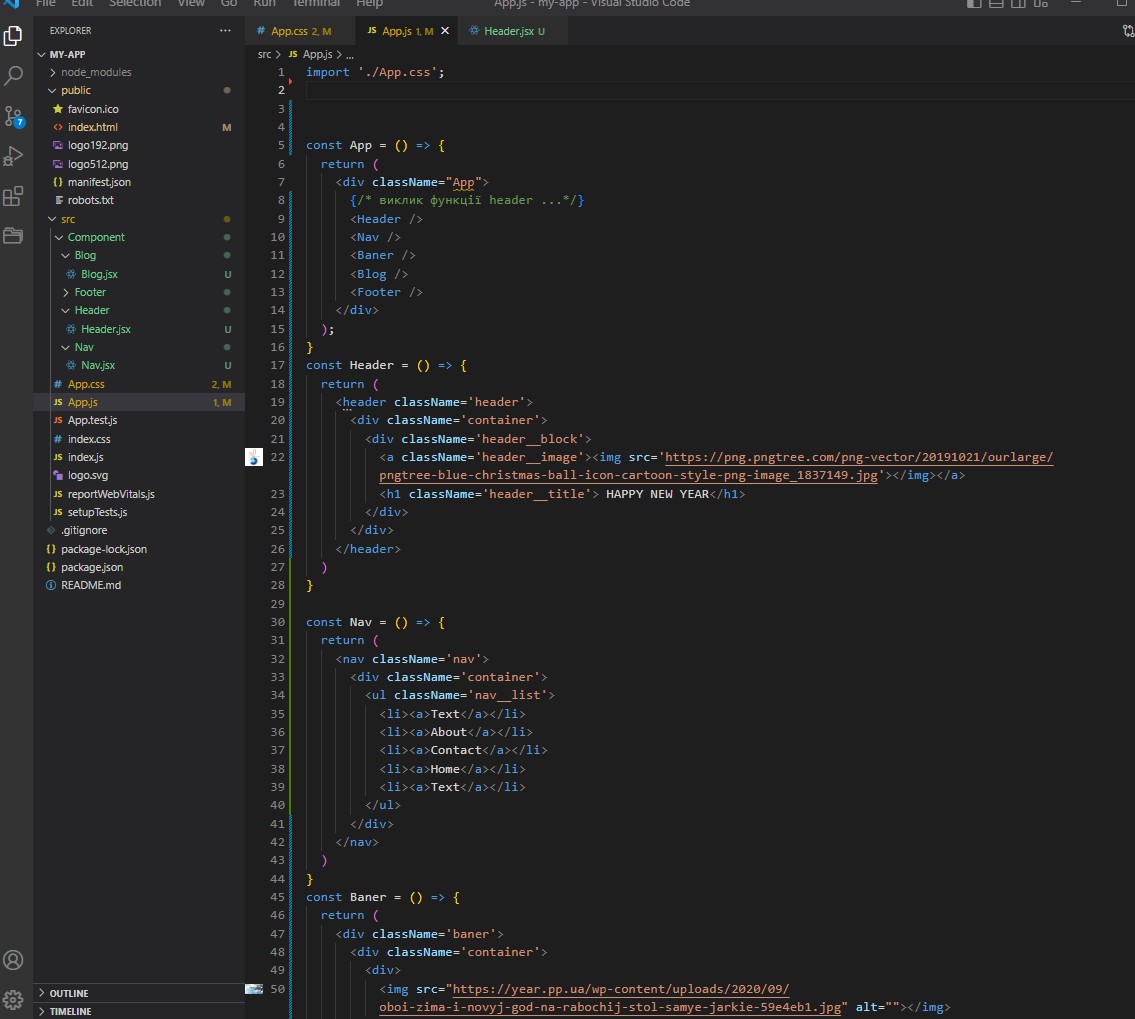 File Edit Selection View Go Run Terminal Help App.js - my-app - Visual Studio Code
EXPLORER ...
MY-APP
node_modules
public
favicon.ico
index.html M
logo192.png
logo512.png
manifest.json
robots.txt
src
Component
Blog
Blog.jsx U
Footer
Header
Header.jsx U
Nav
Nav.jsx U
App.css 2, M
App.js 1, M
App.test.js
index.css
index.js
logo.svg
reportWebVitals.js
setupTests.js
.gitignore
package-lock.json
package.json
README.md
OUTLINE
TIMELINE
7
# App.css 2, M JS App.js 1, M Header.jsx U
src > JS App.js > ...
1 import './App.css';
2
3
4
5 const App = () => {
6 return (
7 <div className="App">
8 {/* виклик функції header ...*/}
9 <Header />
10 <Nav />
11 <Baner />
12 <Blog />
13 <Footer />
14 </div>
15 );
16 }
17 const Header = () => {
18 return (
19 <header className='header'>
20 <div className='container'>
21 <div className='header__block'>
22 <a className='header__image'><img src='https://png.pngtree.com/png-vector/20191021/ourlarge/
pngtree-blue-christmas-ball-icon-cartoon-style-png-image_1837149.jpg'></img></a>
23 <h1 className='header__title'> HAPPY NEW YEAR</h1>
24 </div>
25 </div>
26 </header>
27 )
28 }
29
30 const Nav = () => {
31 return (
32 <nav className='nav'>
33 <div className='container'>
34 <ul className='nav__list'>
35 <li><a>Text</a></li>
36 <li><a>About</a></li>
37 <li><a>Contact</a></li>
38 <li><a>Home</a></li>
39 <li><a>Text</a></li>
40 </ul>
41 </div>
42 </nav>
43 )
44 }
45 const Baner = () => {
46 return (
47 <div className='baner'>
48 <div className='container'>
49 <div>
50 <img src="https://year.pp.ua/wp-content/uploads/2020/09/
oboi-zima-i-novyj-god-na-rabochij-stol-samye-jarkie-59e4eb1.jpg" alt=""></img>